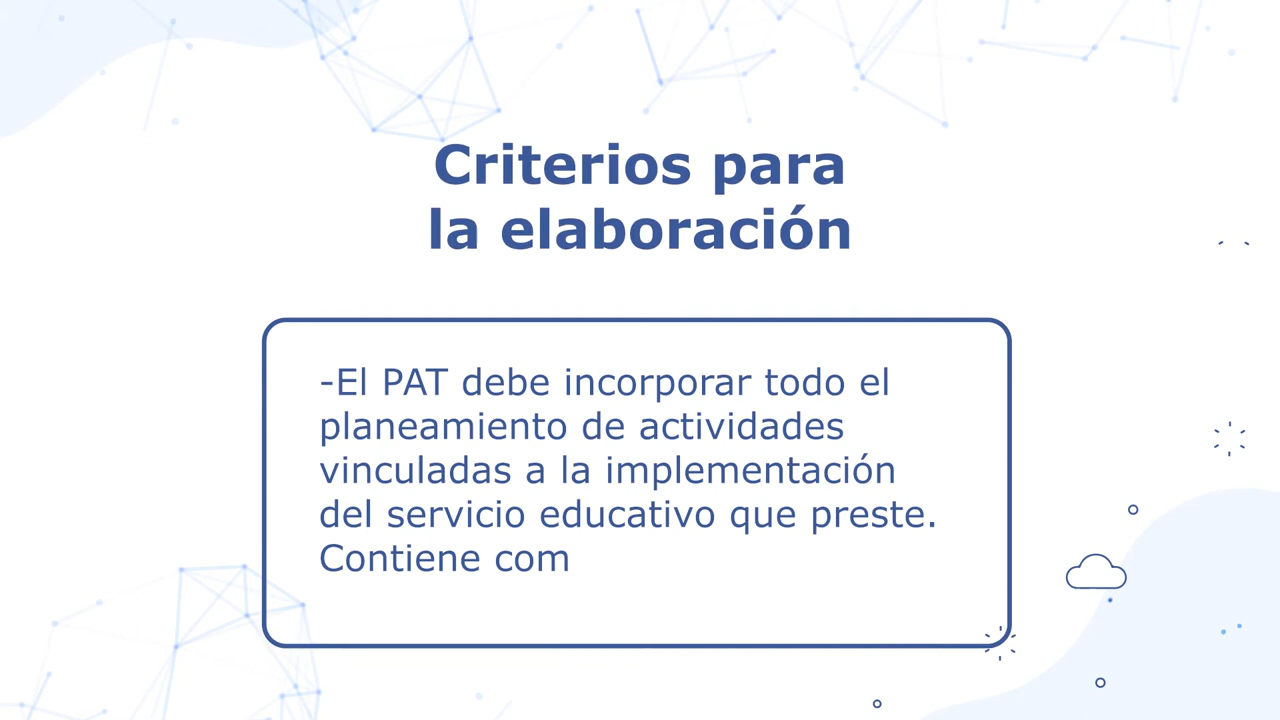 Criterios para
la elaboración
-El PAT debe incorporar todo el
planeamiento de actividades
vinculadas a la implementación
del servicio educativo que preste.
Contiene com